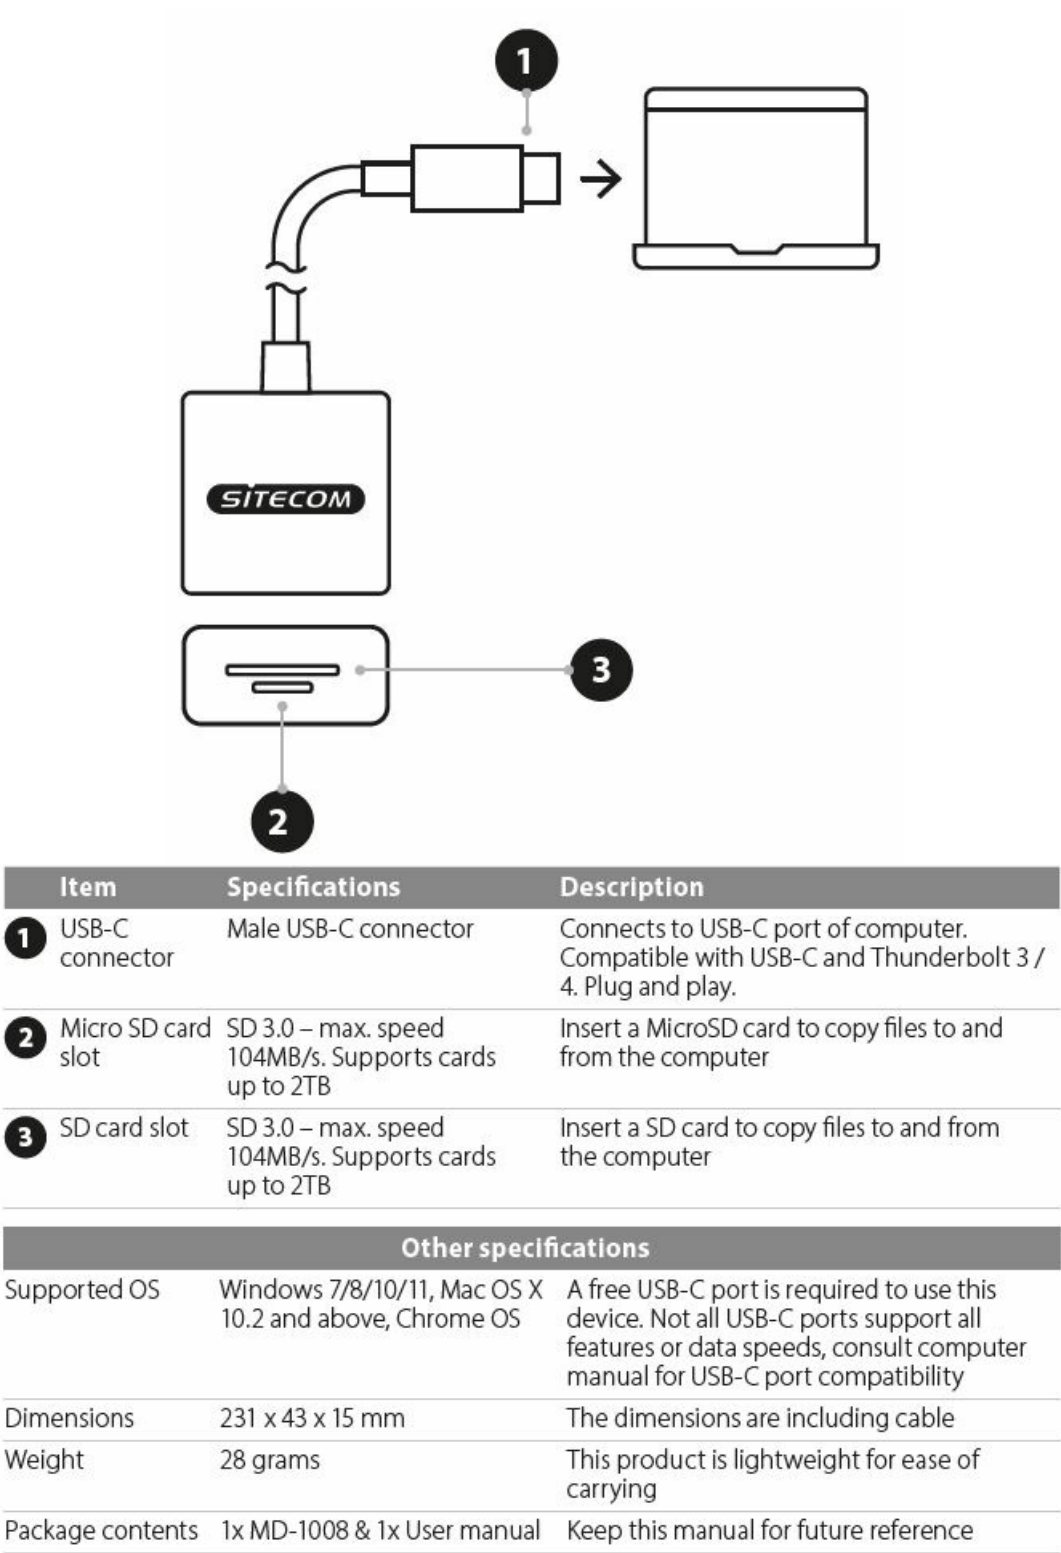 1
SITECOM
3
2
Item Specifications Description
1 USB-C Male USB-C connector Connects to USB-C port of computer.
connector Compatible with USB-C and Thunderbolt 3 /
4. Plug and play.
2 Micro SD card SD 3.0 – max. speed Insert a MicroSD card to copy files to and
slot 104MB/s. Supports cards from the computer
up to 2TB
3 SD card slot SD 3.0 – max. speed Insert a SD card to copy files to and from
104MB/s. Supports cards the computer
up to 2TB
Other specifications
Supported OS Windows 7/8/10/11, Mac OS X A free USB-C port is required to use this
10.2 and above, Chrome OS device. Not all USB-C ports support all
features or data speeds, consult computer
manual for USB-C port compatibility
Dimensions 231 x 43 x 15 mm The dimensions are including cable
Weight 28 grams This product is lightweight for ease of
carrying
Package contents 1x MD-1008 & 1x User manual Keep this manual for future reference